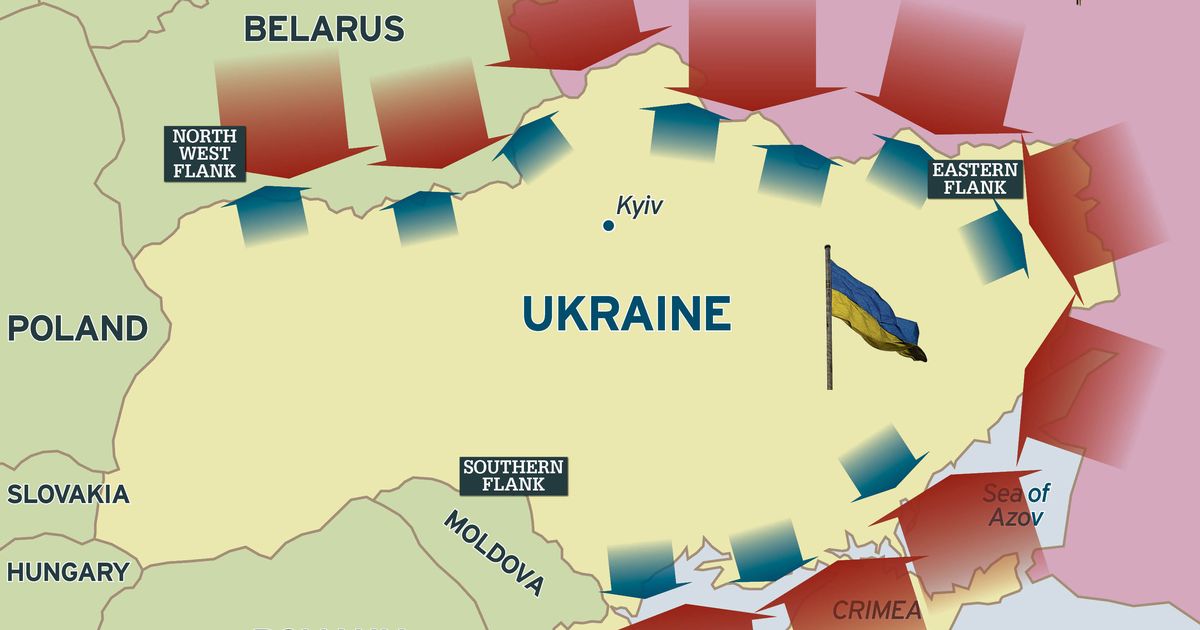 BELARUS
NORTH
WEST
FLANK
EASTERN
FLANK
Kyiv
UKRAINE
POLAND
SOUTHERN
FLANK
SLOVAKIA
Sea of
Azov
MOLDOVA
HUNGARY
CRIMEA